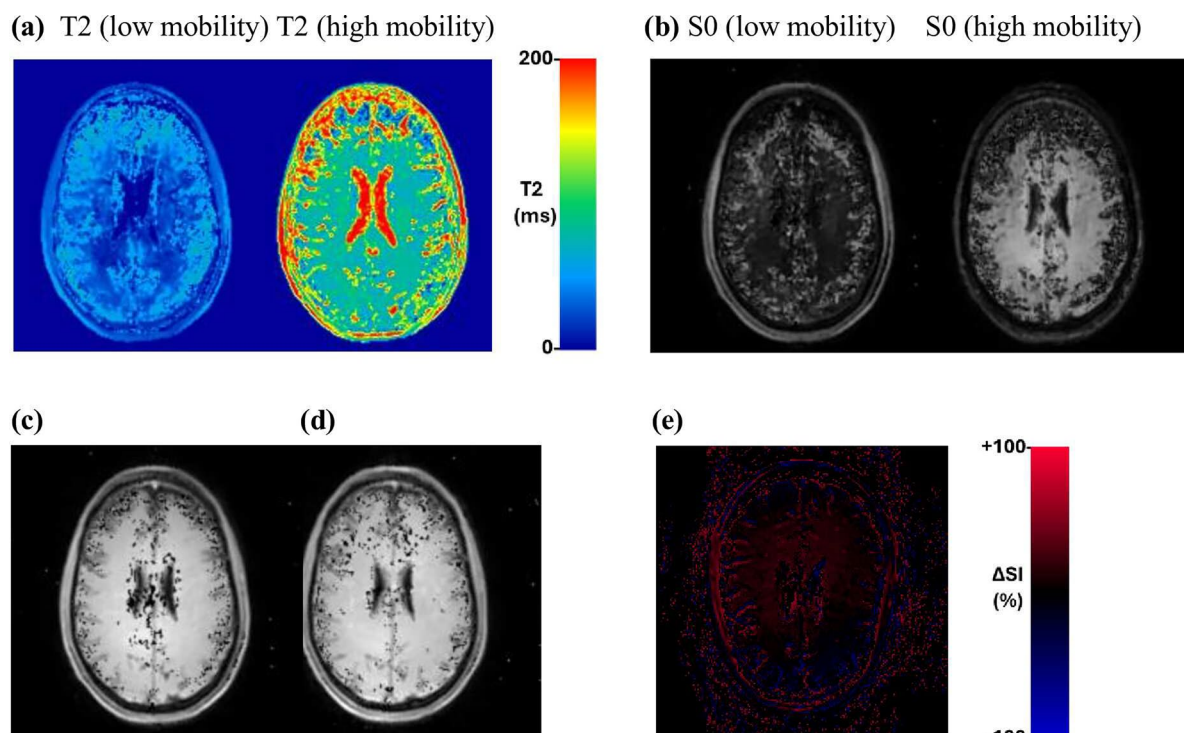 (a) T2 (low mobility) T2 (high mobility)
200
T2
(ms)
0
(b) S0 (low mobility) S0 (high mobility)
(c) (d)
(e)
+100
ΔSI
(%)